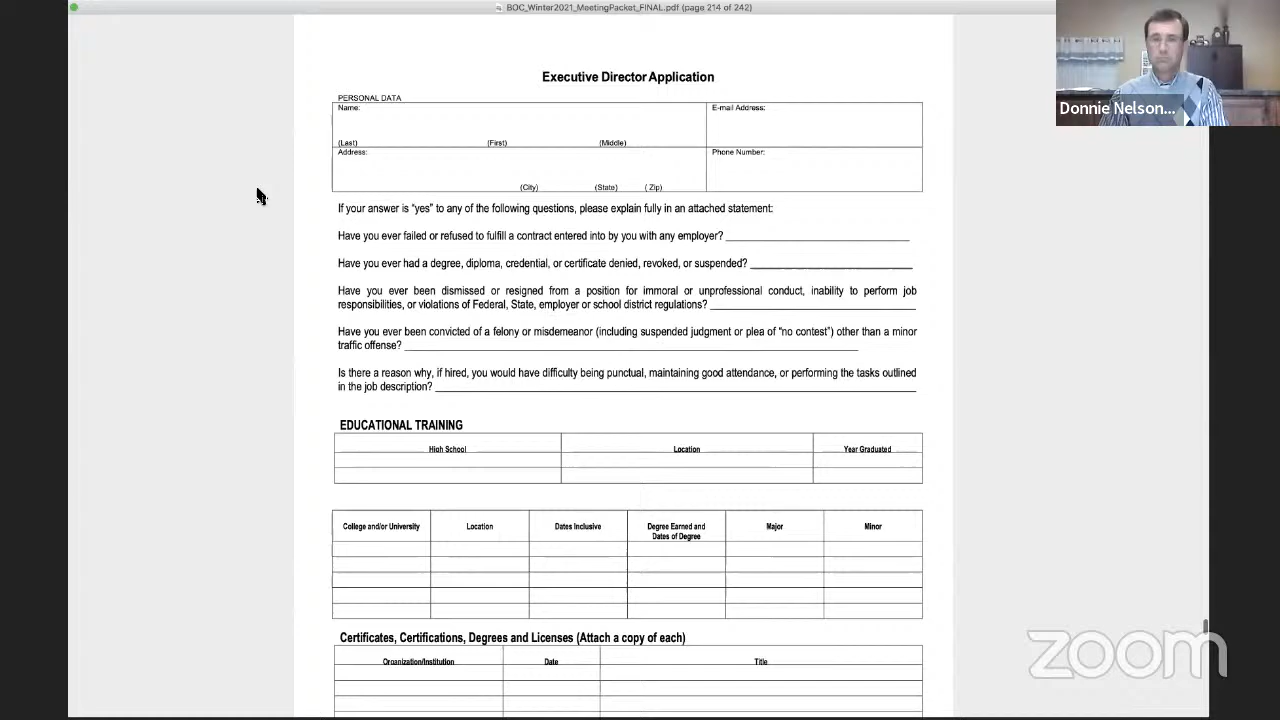 BOC_Winter2021_MeetingPacket_FINAL.pdf (page 214 of 242)
Donnie Nelson...
Executive Director Application
PERSONAL DATA
Name:
E-mail Address:
(Last) (First) (Middle)
Address:
Phone Number:
(City) (State) ( Zip)
If your answer is “yes” to any of the following questions, please explain fully in an attached statement:
Have you ever failed or refused to fulfill a contract entered into by you with any employer?
Have you ever had a degree, diploma, credential, or certificate denied, revoked, or suspended?
Have you ever been dismissed or resigned from a position for immoral or unprofessional conduct, inability to perform job
responsibilities, or violations of Federal, State, employer or school district regulations?
Have you ever been convicted of a felony or misdemeanor (including suspended judgment or plea of “no contest”) other than a minor
traffic offense?
Is there a reason why, if hired, you would have difficulty being punctual, maintaining good attendance, or performing the tasks outlined
in the job description?
EDUCATIONAL TRAINING
High School Location Year Graduated
College and/or University Location Dates Inclusive Degree Earned and Major Minor
Dates of Degree
Certificates, Certifications, Degrees and Licenses (Attach a copy of each)
Organization/Institution Date Title
zoom